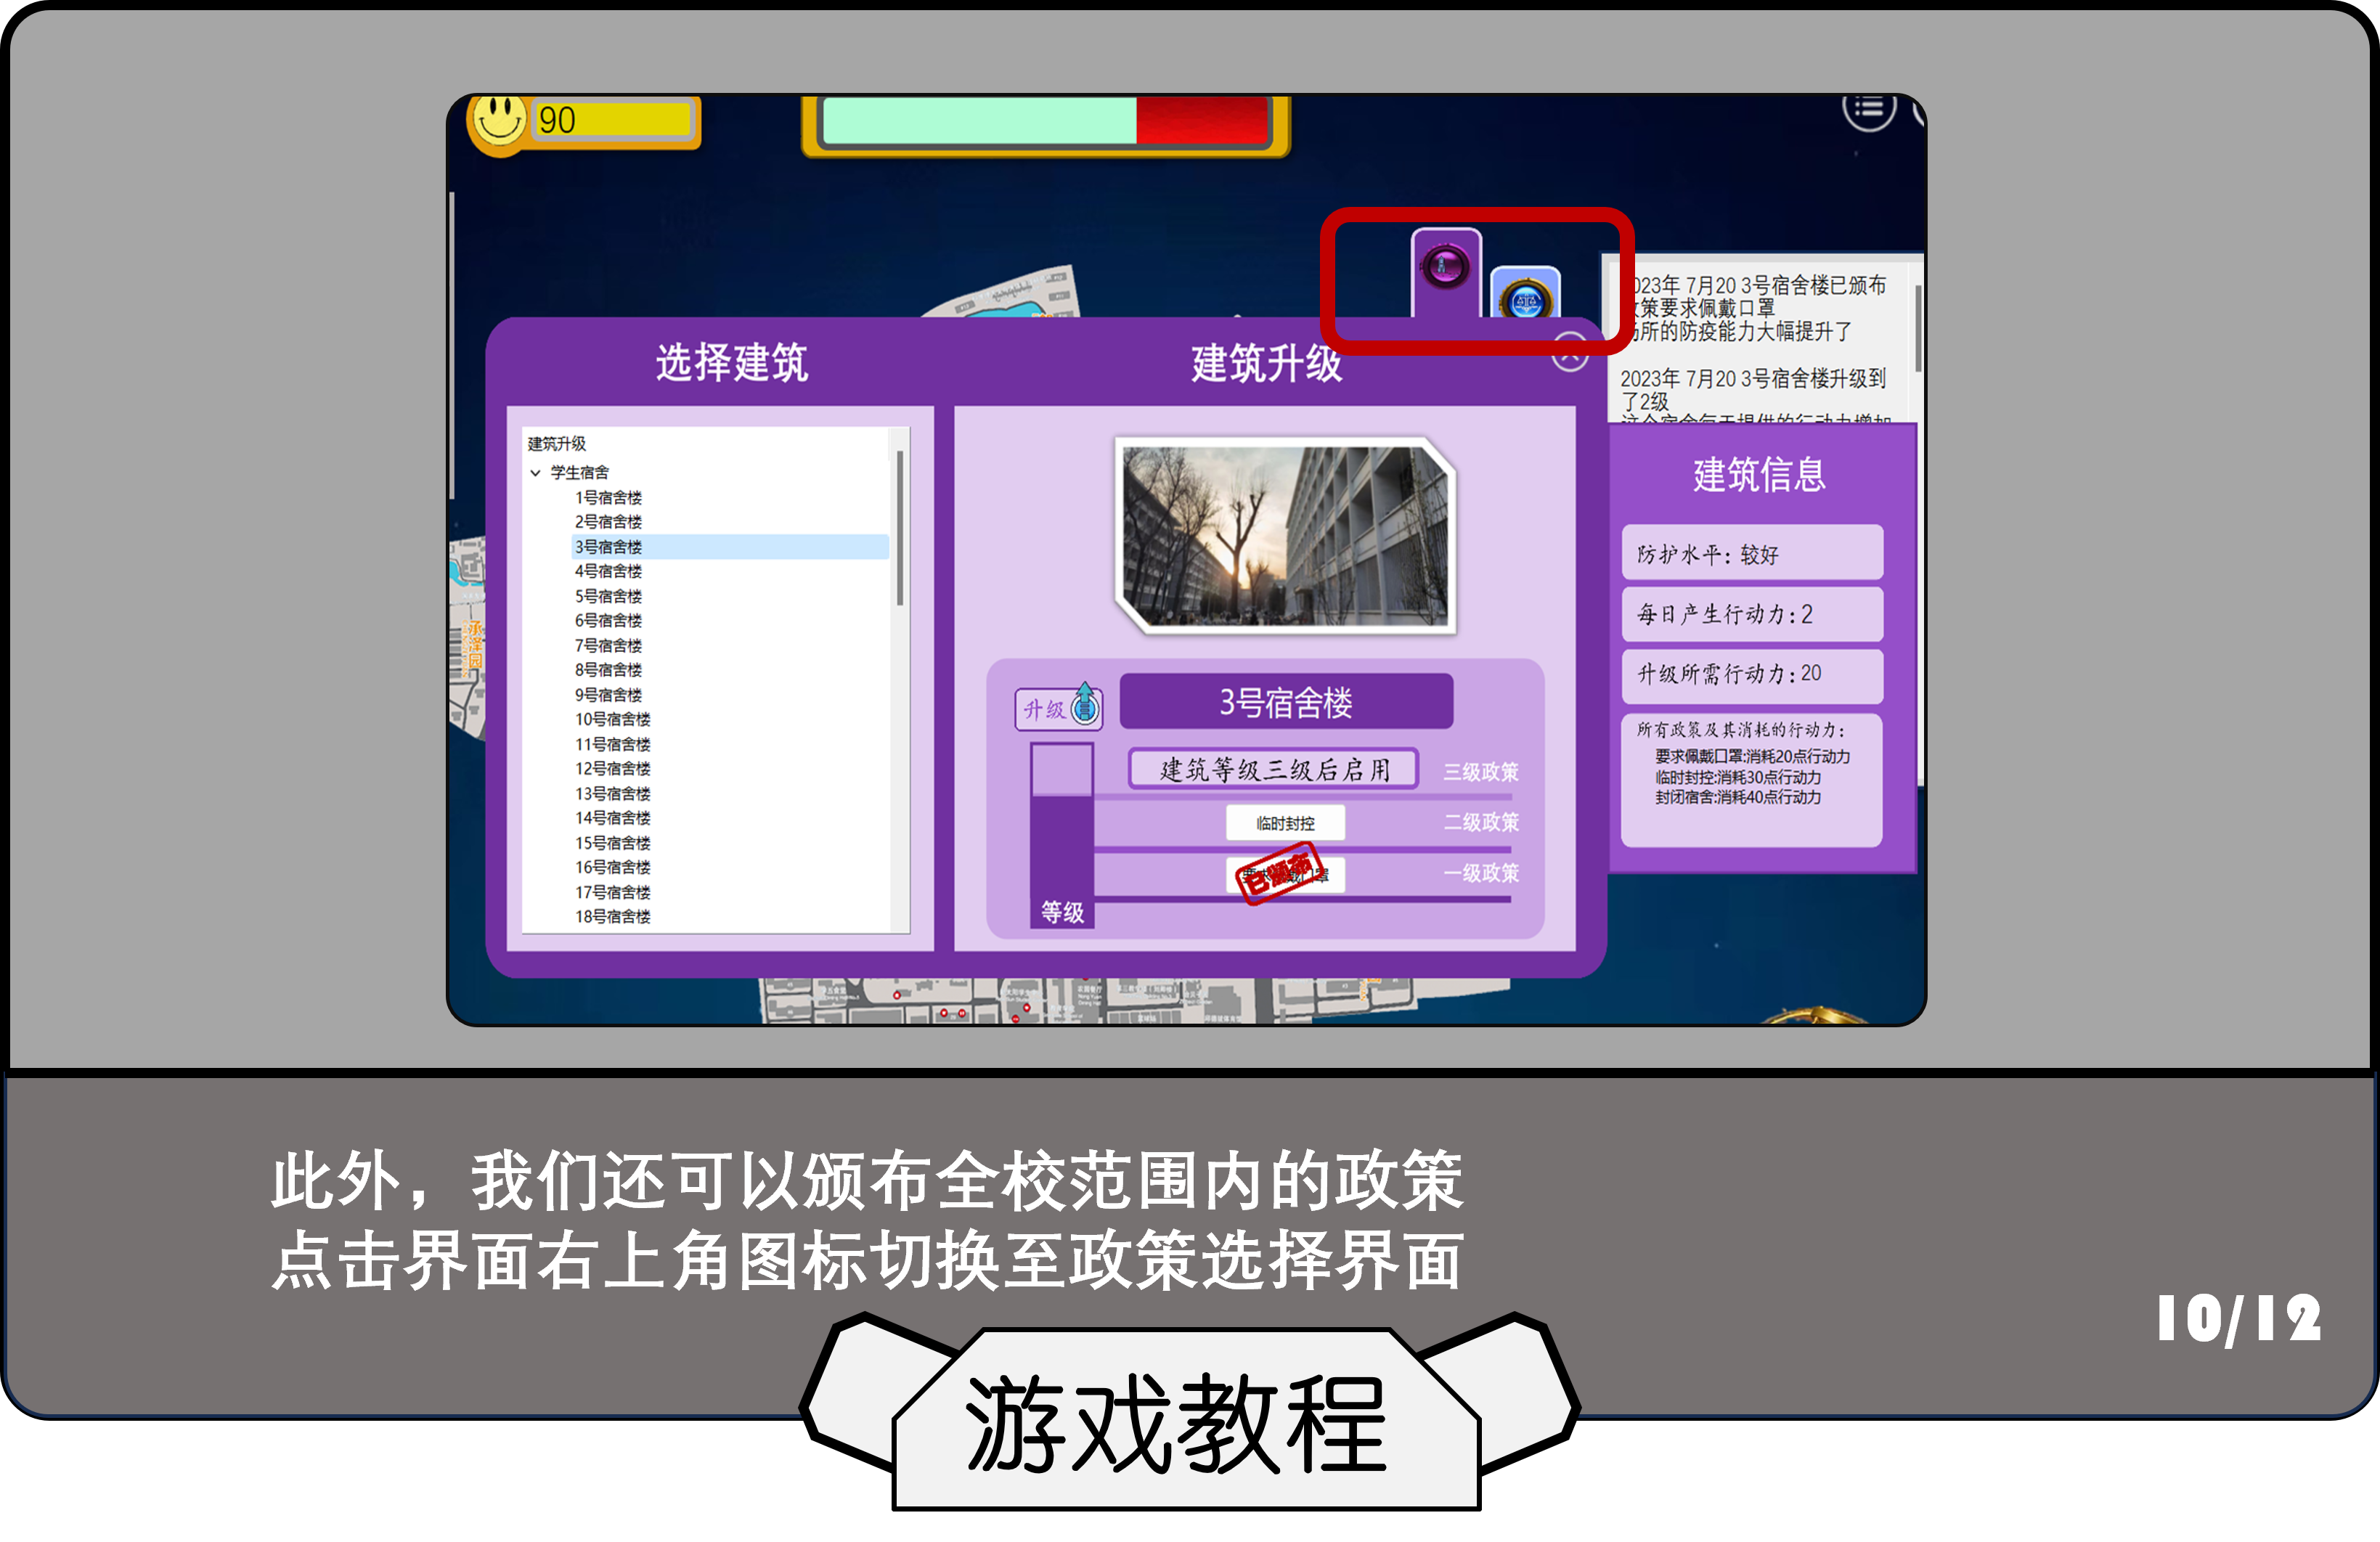 90
2023年 7月20 3号宿舍楼已颁布
政策要求佩戴口罩
场所的防疫能力大幅提升了
2023年 7月20 3号宿舍楼升级到
了2级
选择建筑
建筑升级
建筑升级
学生宿舍
1号宿舍楼
2号宿舍楼
3号宿舍楼
4号宿舍楼
5号宿舍楼
6号宿舍楼
7号宿舍楼
8号宿舍楼
9号宿舍楼
10号宿舍楼
11号宿舍楼
12号宿舍楼
13号宿舍楼
14号宿舍楼
15号宿舍楼
16号宿舍楼
17号宿舍楼
18号宿舍楼
升级
3号宿舍楼
建筑等级三级后启用
三级政策
临时封控
二级政策
已颁布
一级政策
等级
建筑信息
防护水平：较好
每日产生行动力：2
升级所需行动力：20
所有政策及其消耗的行动力：
要求佩戴口罩:消耗20点行动力
临时封控:消耗30点行动力
封闭宿舍:消耗40点行动力
承泽园
此外，我们还可以颁布全校范围内的政策
点击界面右上角图标切换至政策选择界面
10/12
游戏教程